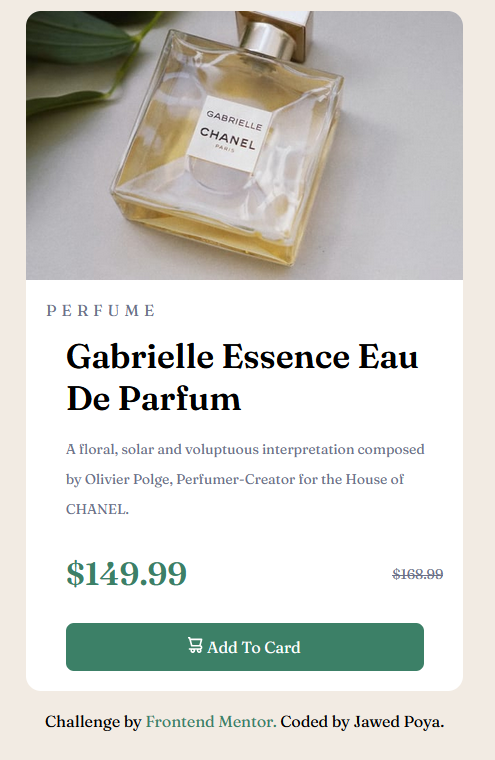 GABRIELLE
CHANEL
PARIS
PERFUME
Gabrielle Essence Eau
De Parfum
A floral, solar and voluptuous interpretation composed
by Olivier Polge, Perfumer-Creator for the House of
CHANEL.
$149.99 $168.99
Add To Card
Challenge by Frontend Mentor. Coded by Jawed Poya.